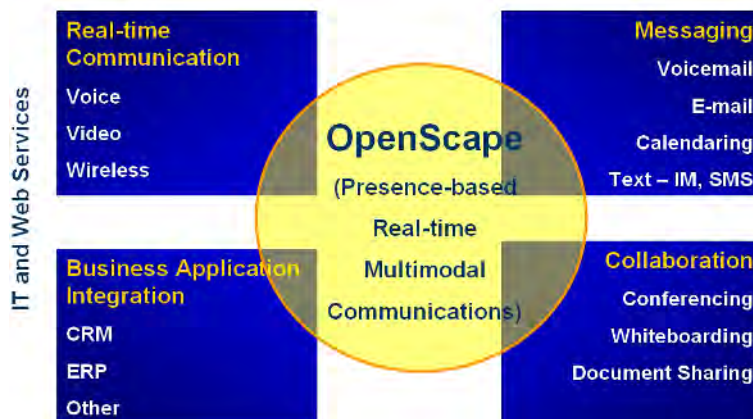 IT and Web Services
Real-time
Communication
Voice
Video
Wireless
Messaging
Voicemail
E-mail
Calendaring
Text – IM, SMS
OpenScape
(Presence-based
Real-time
Multimodal
Communications)
Business Application
Integration
CRM
ERP
Other
Collaboration
Conferencing
Whiteboarding
Document Sharing